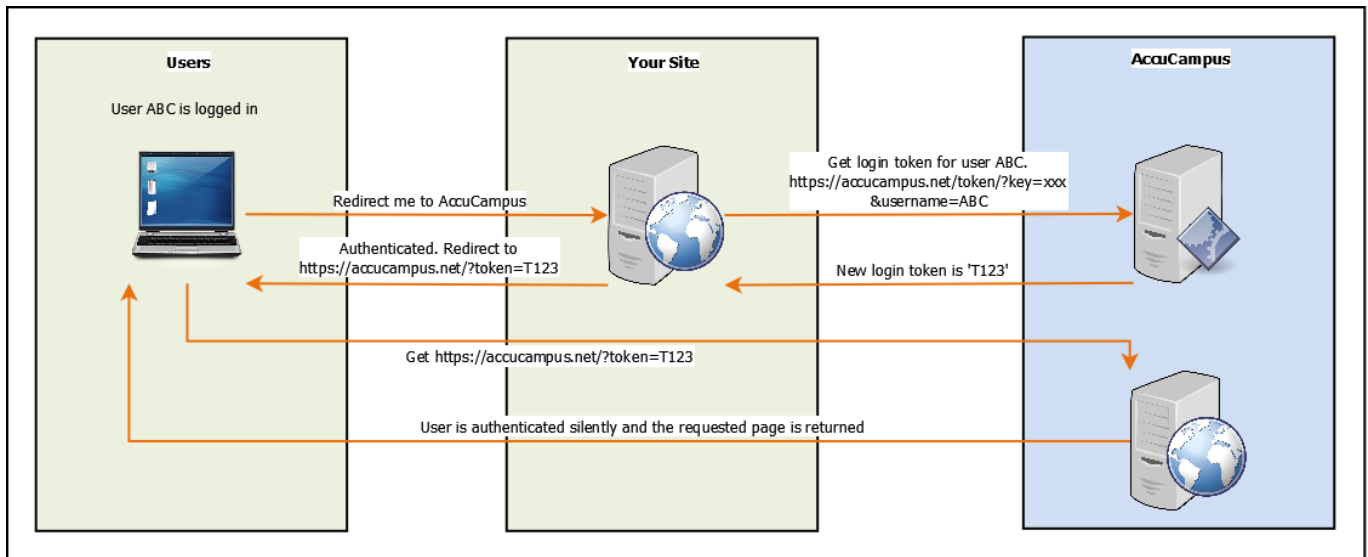 Users
Your Site
AccuCampus
User ABC is logged in
Get login token for user ABC.
https://accucampus.net/token/?key=xxx
&username=ABC
Redirect me to AccuCampus
Authenticated. Redirect to
https://accucampus.net/?token=T123
New login token is 'T123'
Get https://accucampus.net/?token=T123
User is authenticated silently and the requested page is returned